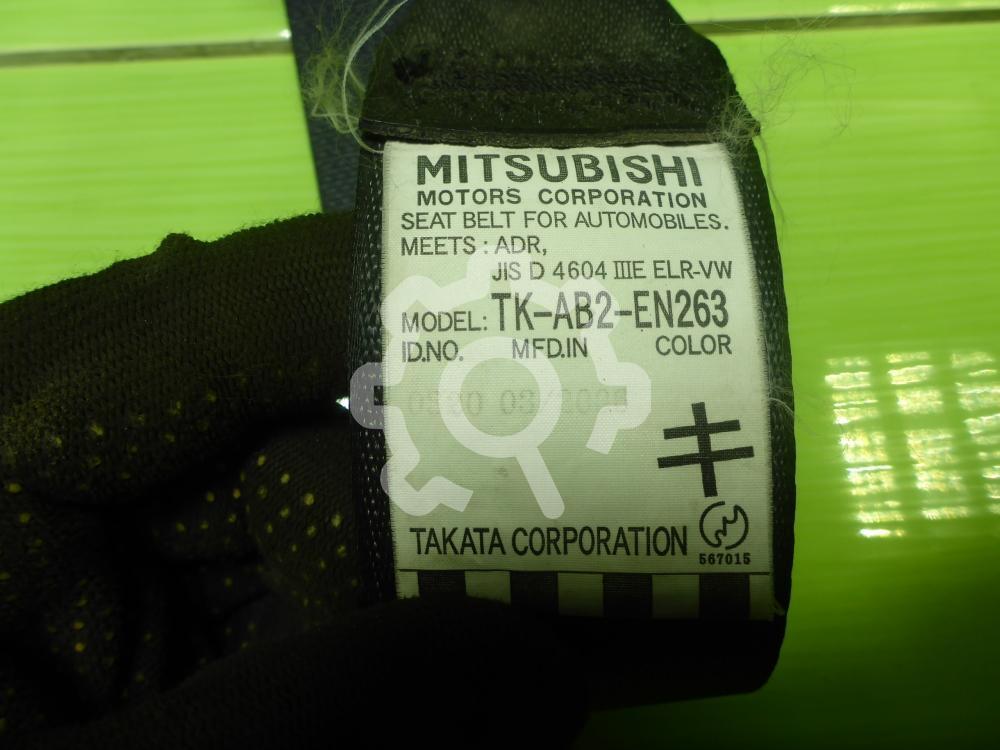 MITSUBISHI
MOTORS CORPORATION
SEAT BELT FOR AUTOMOBILES.
MEETS : ADR,
JIS D 4604 IIIE ELR-VW
MODEL: TK-AB2-EN263
ID.NO. MFD.IN COLOR
キ
TAKATA CORPORATION
567015